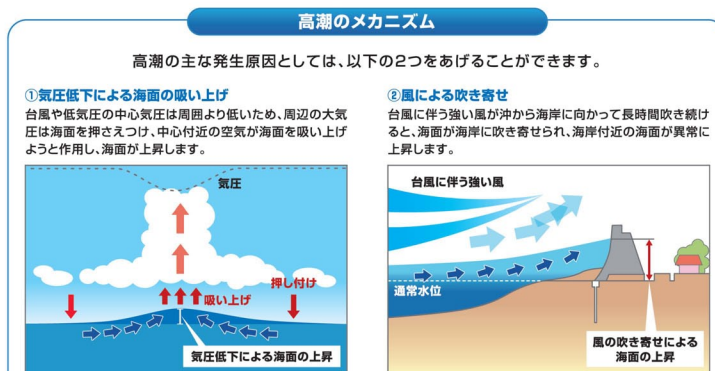 高潮のメカニズム
高潮の主な発生原因としては、以下の2つをあげることができます。
①気圧低下による海面の吸い上げ
台風や低気圧の中心気圧は周囲より低いため、周辺の大気
圧は海面を押さえつけ、中心付近の空気が海面を吸い上げ
ようと作用し、海面が上昇します。
気圧
押し付け
吸い上げ
気圧低下による海面の上昇
②風による吹き寄せ
台風に伴う強い風が沖から海岸に向かって長時間吹き続け
ると、海面が海岸に吹き寄せられ、海岸付近の海面が異常に
上昇します。
台風に伴う強い風
通常水位
風の吹き寄せによる
海面の上昇